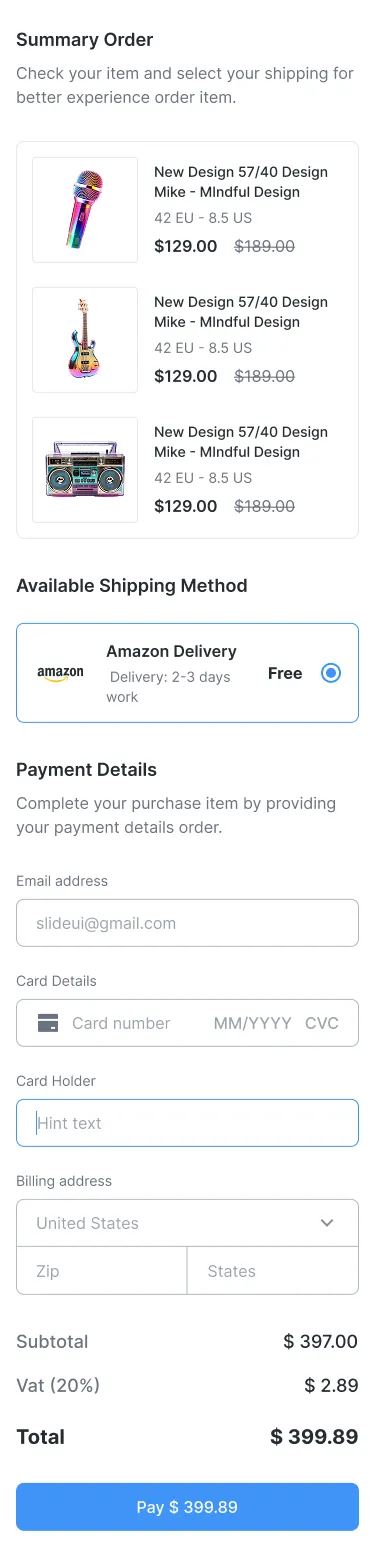 Summary Order
Check your item and select your shipping for
better experience order item.
New Design 57/40 Design
Mike - MIndful Design
42 EU - 8.5 US
$129.00 $189.00
New Design 57/40 Design
Mike - MIndful Design
42 EU - 8.5 US
$129.00 $189.00
New Design 57/40 Design
Mike - MIndful Design
42 EU - 8.5 US
$129.00 $189.00
Available Shipping Method
amazon
Amazon Delivery
Delivery: 2-3 days
work
Free
Payment Details
Complete your purchase item by providing
your payment details order.
Email address
slideui@gmail.com
Card Details
Card number MM/YYYY CVC
Card Holder
Hint text
Billing address
United States
Zip States
Subtotal $ 397.00
Vat (20%) $ 2.89
Total $ 399.89
Pay $ 399.89